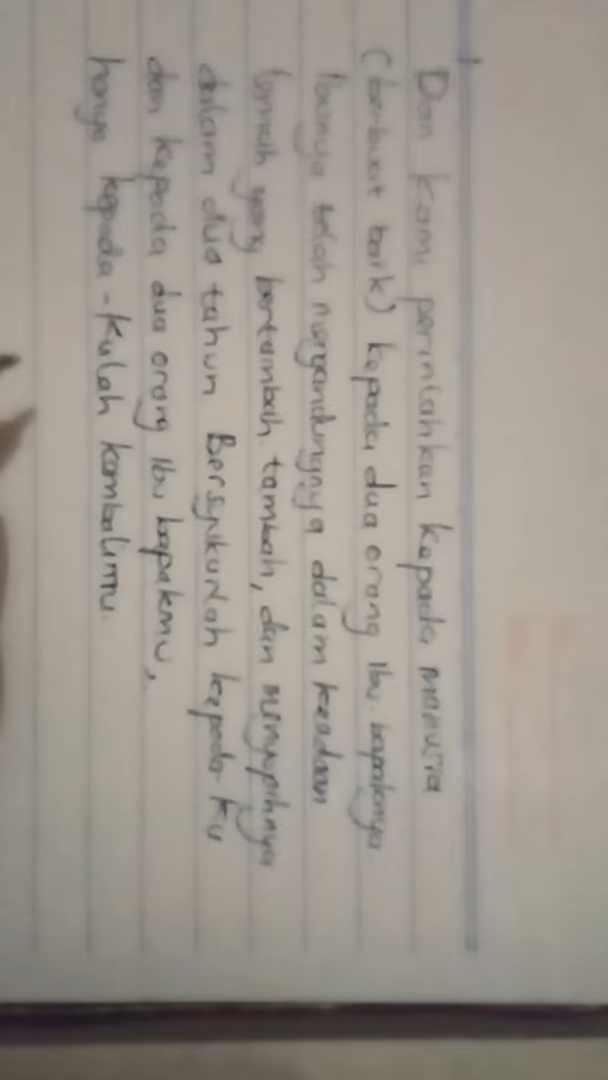 Dan kami perintahkan kepada manusia
(berbuat baik) kepada dua orang Ibu bapaknya
Ibunya telah mengandungnya dalam keadaan
lemah yang bertambah tambah, dan menyapihnya
dalam dua tahun Bersyukurlah kepada-Ku
dan kepada dua orang Ibu bapakmu,
hanya kepada-Kulah kembalimu.